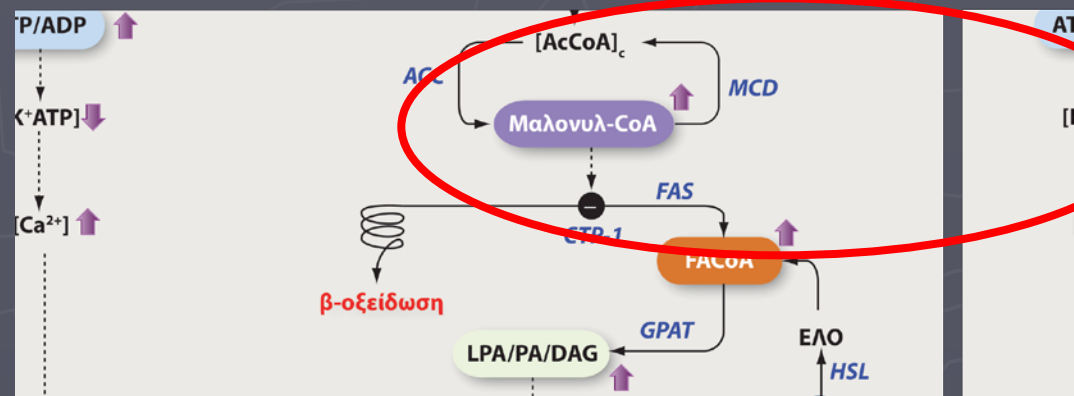 TP/ADP
[AcCoA]c
AT
ACC
MCD
K⁺ATP]
Μαλονυλ-CoA
FAS
[Ca²⁺]
CTP-1
FACoA
β-οξείδωση
GPAT
ΕΛΟ
LPA/PA/DAG
HSL